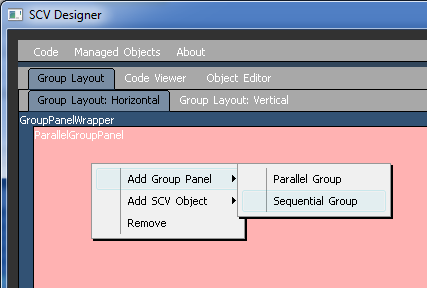 SCV Designer
Code Managed Objects About
Group Layout Code Viewer Object Editor
Group Layout: Horizontal Group Layout: Vertical
GroupPanelWrapper
ParallelGroupPanel
Add Group Panel Parallel Group
Add SCV Object Sequential Group
Remove